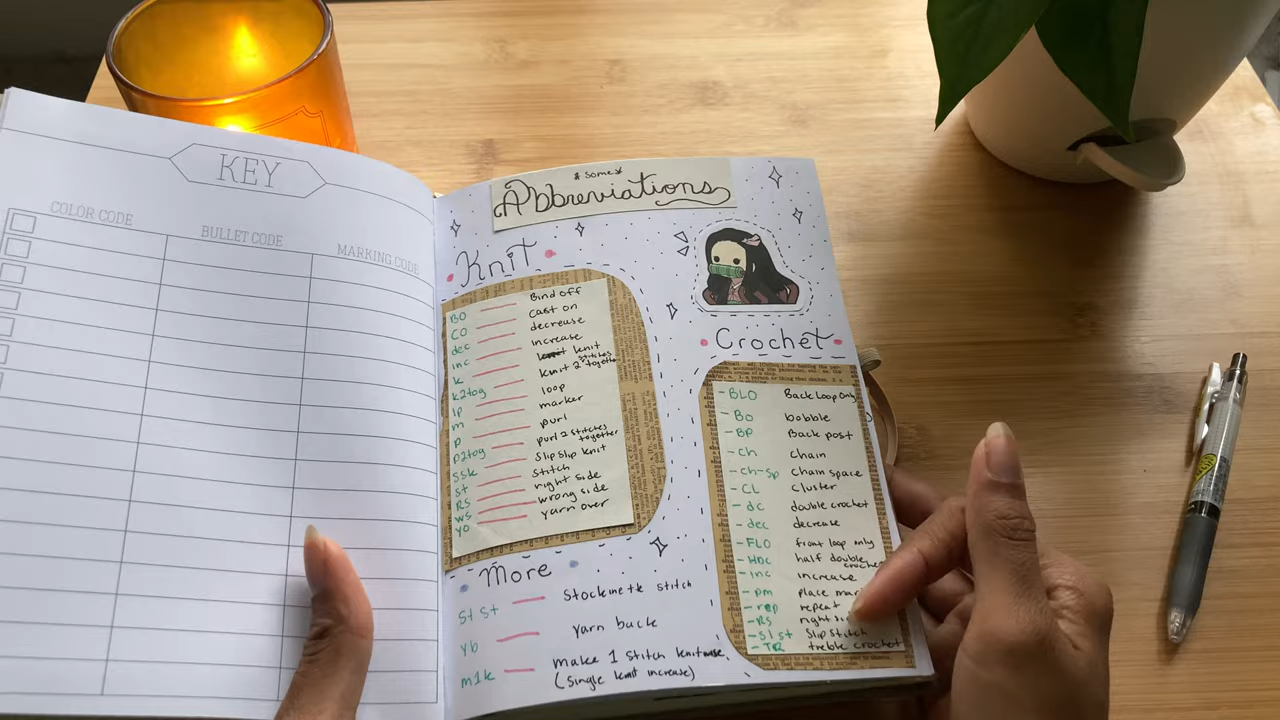 KEY
COLOR CODE
BULLET CODE
MARKING CODE
* some *
Abbreviations
Knit
BO Bind off
CO cast on
dec decrease
inc increase
k knit
k2tog knit 2 stitches together
lp loop
m marker
p purl
p2tog purl 2 stitches together
ssk slip slip knit
st stitch
RS right side
WS wrong side
yo yarn over
More
St st Stockinette stitch
yb yarn back
m1k make 1 stitch knitwise,
(single knit increase)
Crochet
- BLO Back loop only
- Bo bobble
- BP Back post
- ch chain
- ch-sp chain space
- CL cluster
- dc double crochet
- dec decrease
- FLO front loop only
- HDC half double crochet
- inc increase
- pm place
- rep repeat
- RS right
- Sl st Slip Stitch
- TR treble crochet